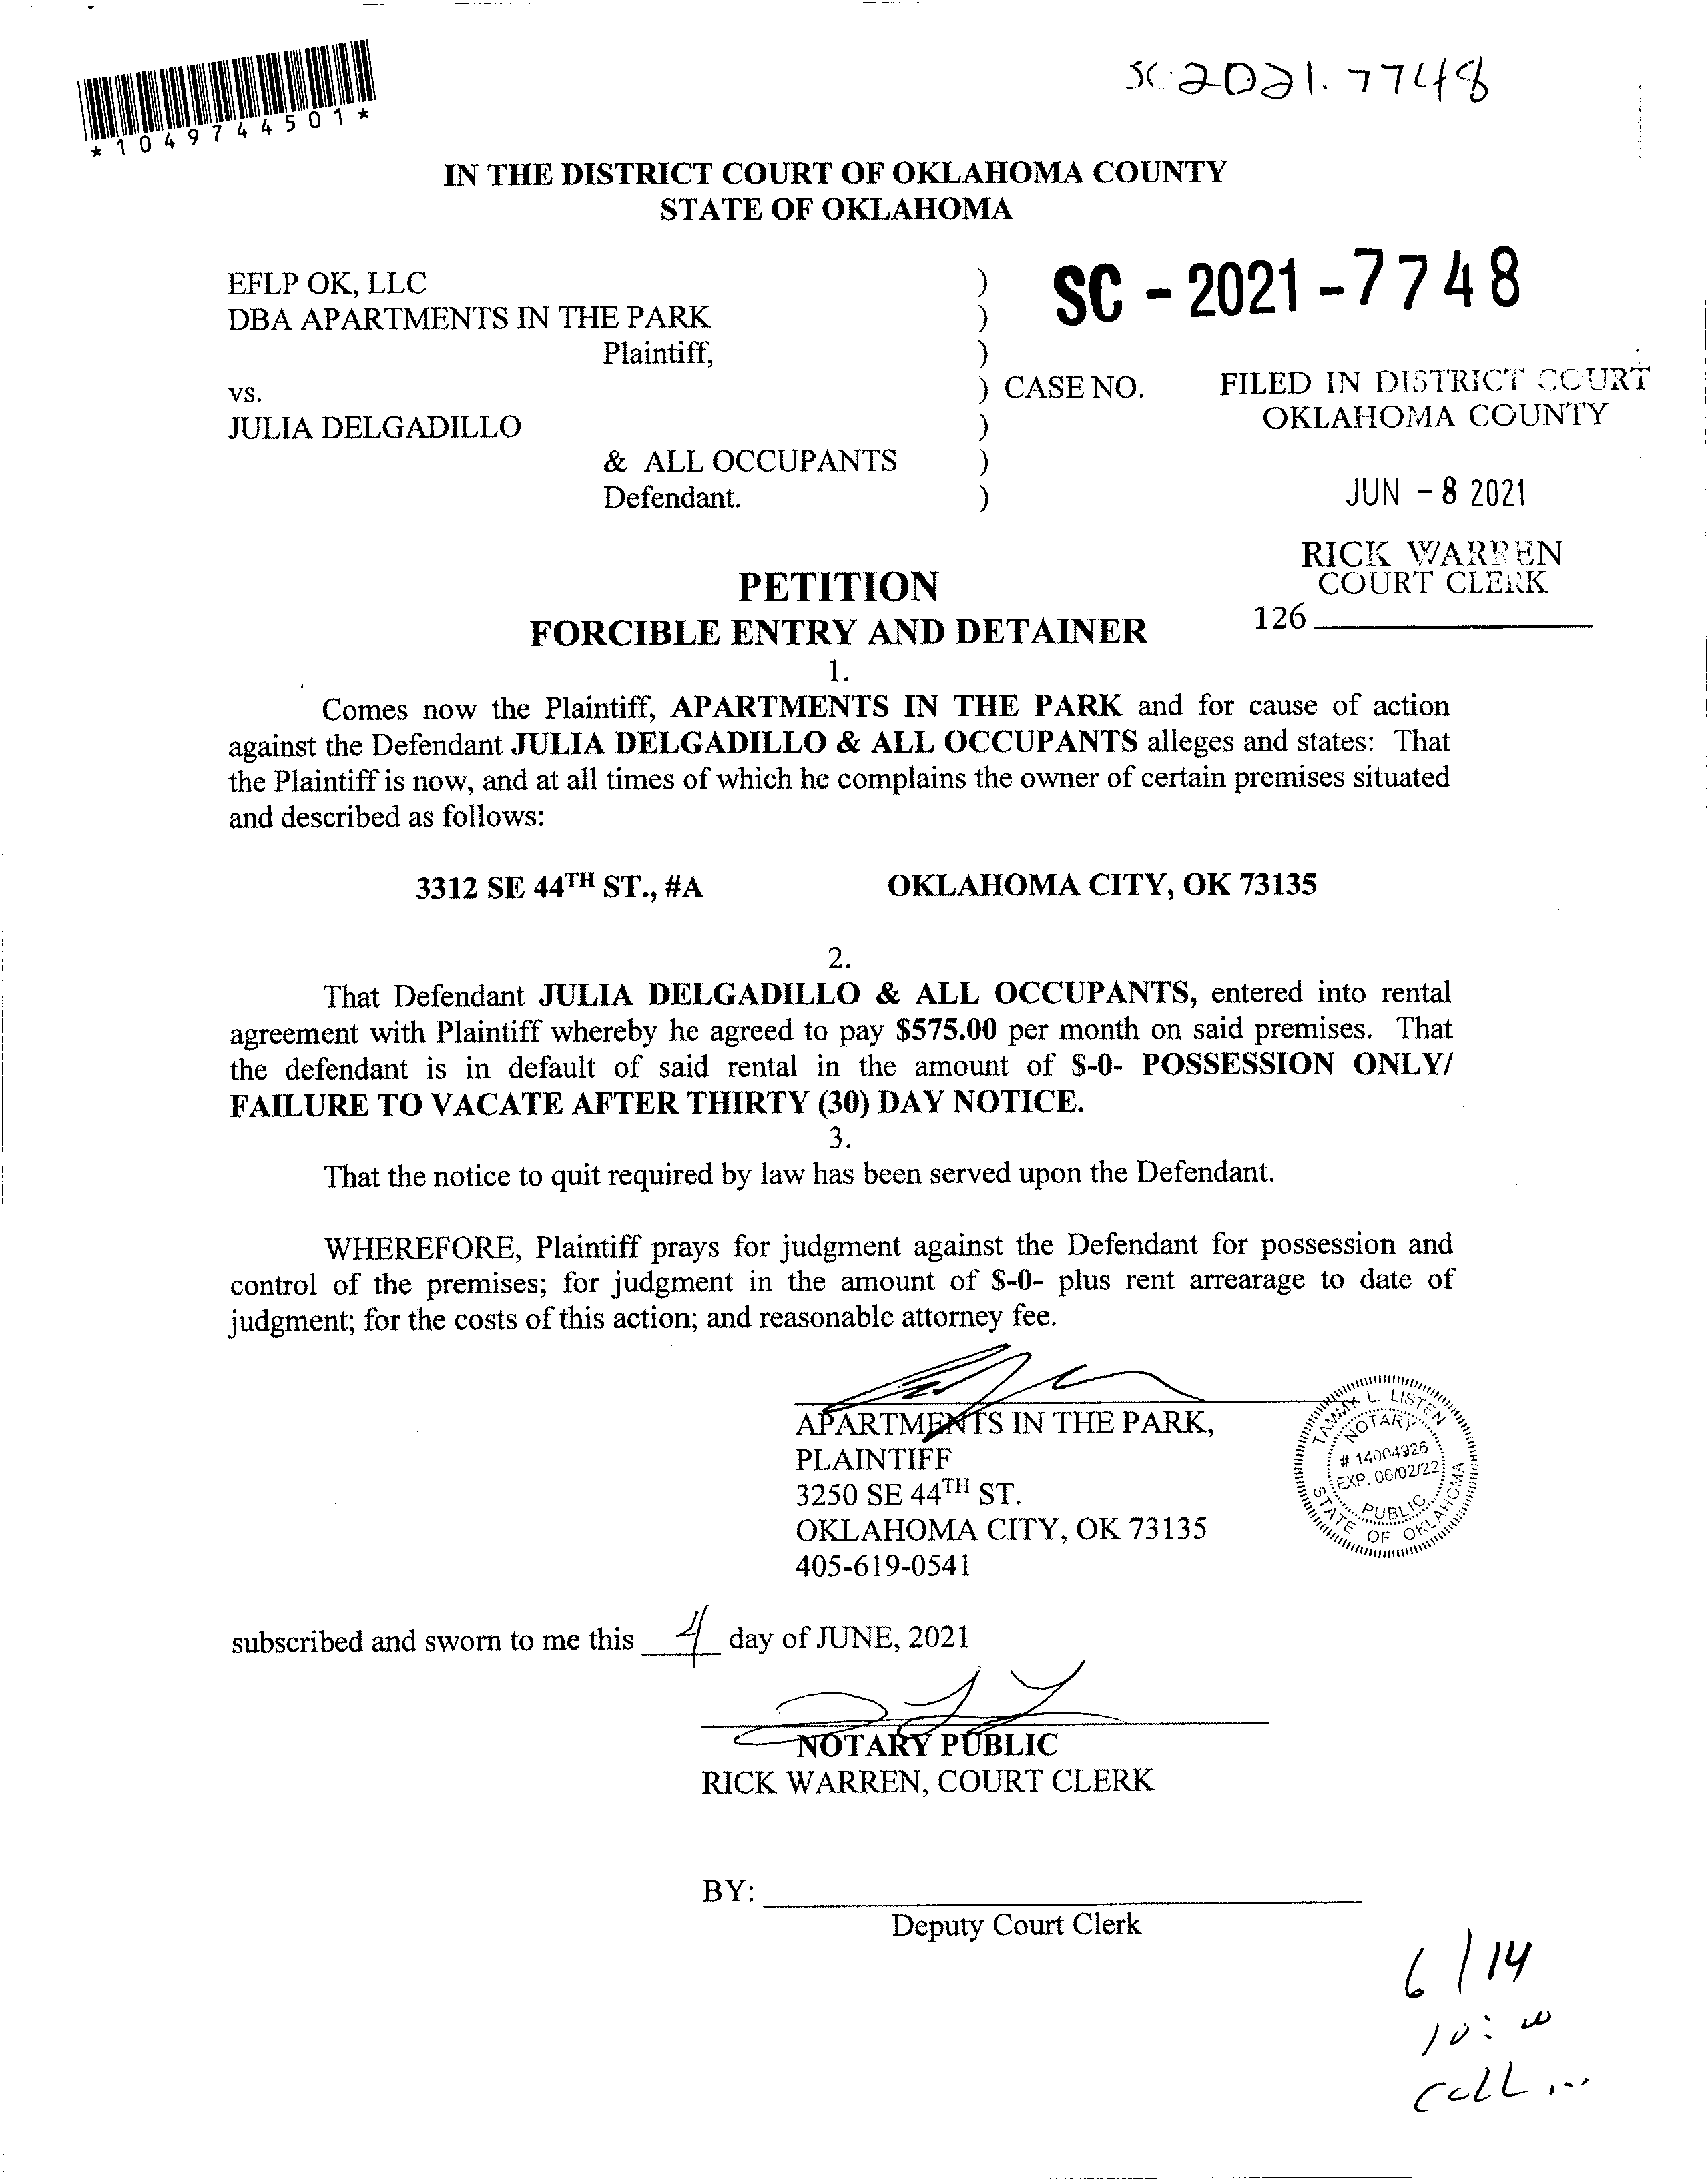 SC 2021.7748
*1049744501*
IN THE DISTRICT COURT OF OKLAHOMA COUNTY
STATE OF OKLAHOMA
EFLP OK, LLC )
DBA APARTMENTS IN THE PARK )
Plaintiff, )
SC - 2021 - 7748
vs. ) CASE NO.
JULIA DELGADILLO )
& ALL OCCUPANTS )
Defendant. )
FILED IN DISTRICT COURT
OKLAHOMA COUNTY
JUN - 8 2021
RICK WARREN
COURT CLERK
126
PETITION
FORCIBLE ENTRY AND DETAINER
1.
Comes now the Plaintiff, APARTMENTS IN THE PARK and for cause of action
against the Defendant JULIA DELGADILLO & ALL OCCUPANTS alleges and states: That
the Plaintiff is now, and at all times of which he complains the owner of certain premises situated
and described as follows:
3312 SE 44TH ST., #A OKLAHOMA CITY, OK 73135
2.
That Defendant JULIA DELGADILLO & ALL OCCUPANTS, entered into rental
agreement with Plaintiff whereby he agreed to pay $575.00 per month on said premises. That
the defendant is in default of said rental in the amount of $-0- POSSESSION ONLY/
FAILURE TO VACATE AFTER THIRTY (30) DAY NOTICE.
3.
That the notice to quit required by law has been served upon the Defendant.
WHEREFORE, Plaintiff prays for judgment against the Defendant for possession and
control of the premises; for judgment in the amount of $-0- plus rent arrearage to date of
judgment; for the costs of this action; and reasonable attorney fee.
APARTMENTS IN THE PARK,
PLAINTIFF
3250 SE 44TH ST.
OKLAHOMA CITY, OK 73135
405-619-0541
L. LISTEN
NOTARY
# 14004926
EXP. 06/02/22
PUBLIC
STATE OF OKLAHOMA
subscribed and sworn to me this 4 day of JUNE, 2021
NOTARY PUBLIC
RICK WARREN, COURT CLERK
BY:
Deputy Court Clerk
6/14
10: